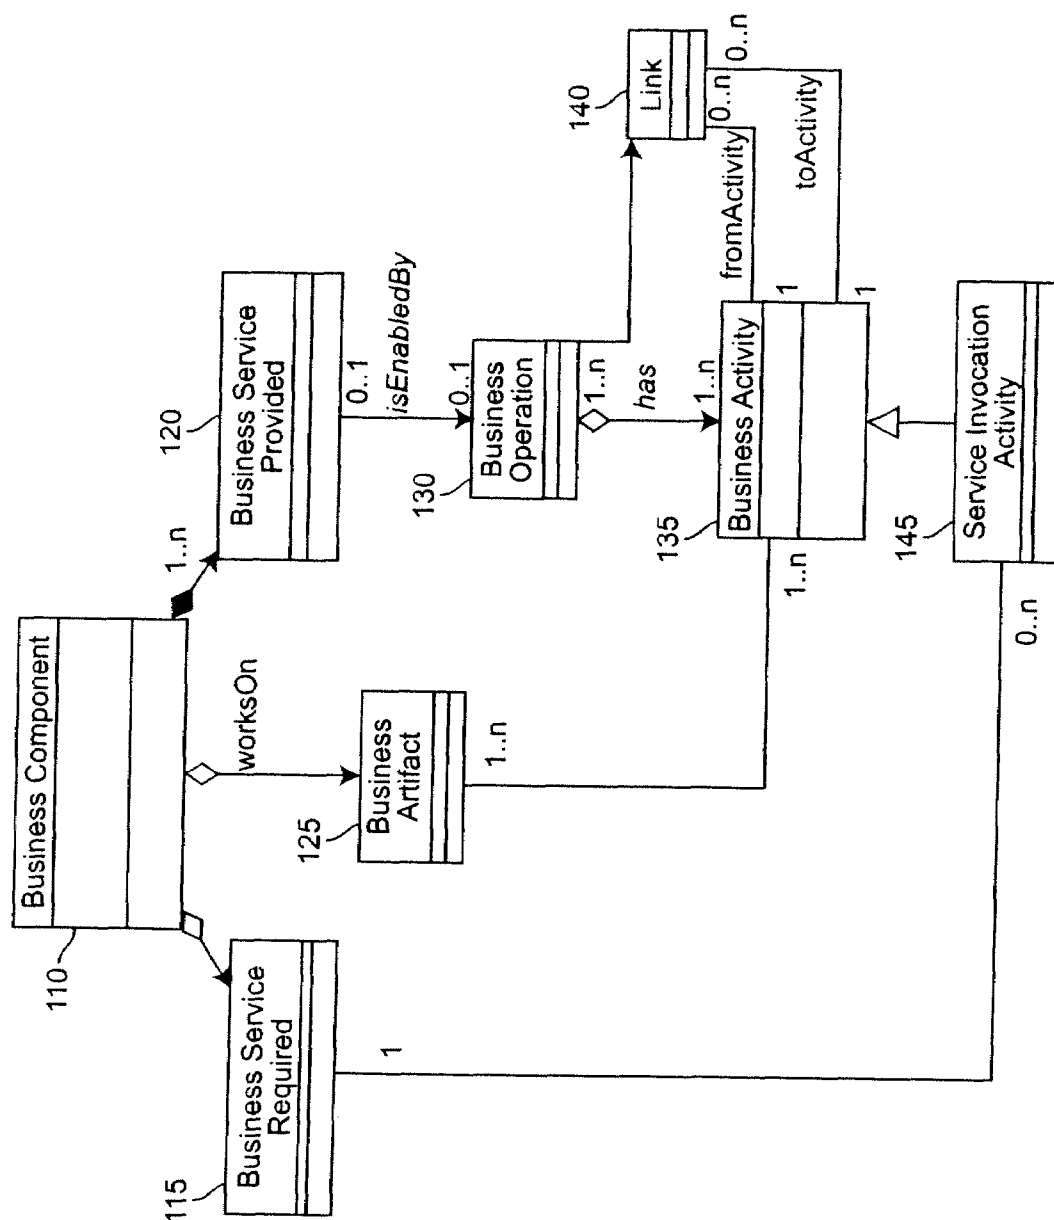 110
Business Component
115
Business Service
Required
1
worksOn
125
Business
Artifact
1..n
1..n
120
Business Service
Provided
0..1
isEnabledBy
0..1
130
Business
Operation
1..n
has
1..n
135
Business Activity
1..n
1
1
140
Link
0..n
0..n
fromActivity
toActivity
145
Service Invocation
Activity
0..n